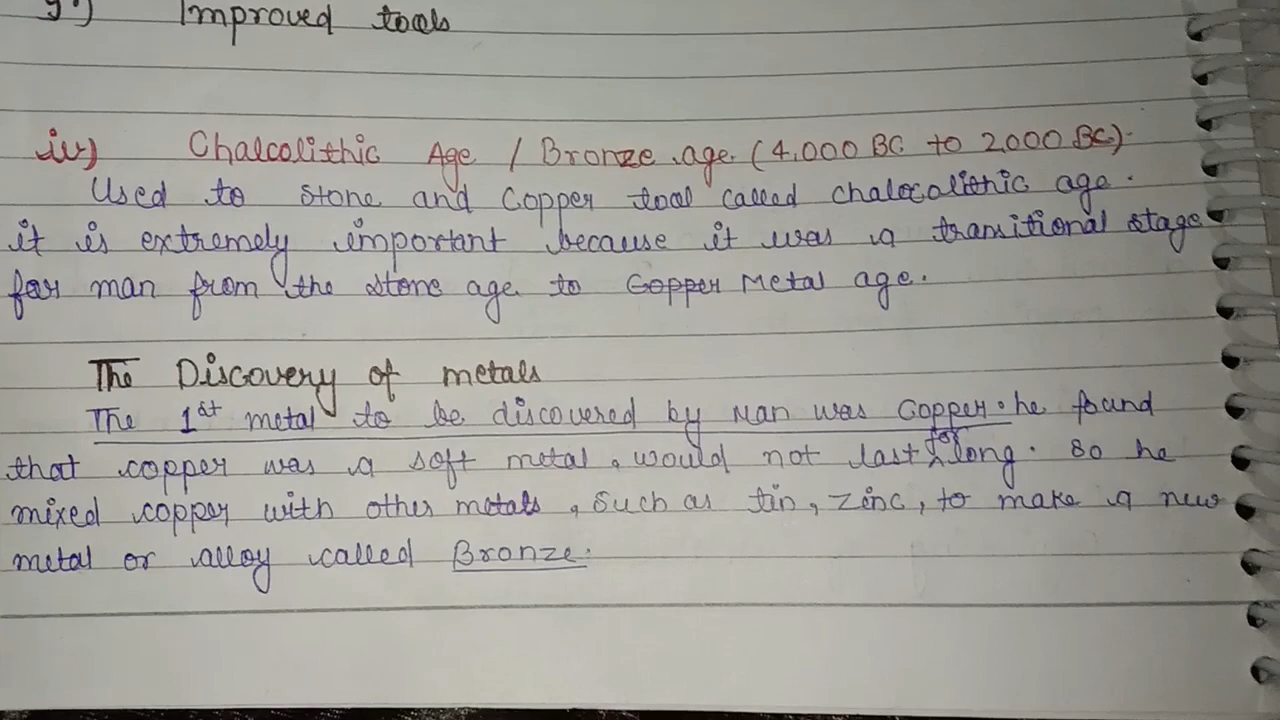 9.) Improved tools
iv) Chalcolithic Age / Bronze age (4,000 BC to 2000 BC).
Used to stone and Copper tool called chalocalithic age.
it is extremely important because it was a transitional stage
for man from the stone age to Copper Metal age.
The Discovery of metals
The 1st metal to be discovered by Man was Copper. he found
that copper was a soft metal, would not last for long. So he
mixed copper with other metals, such as tin, zinc, to make a new
metal or alloy called Bronze.